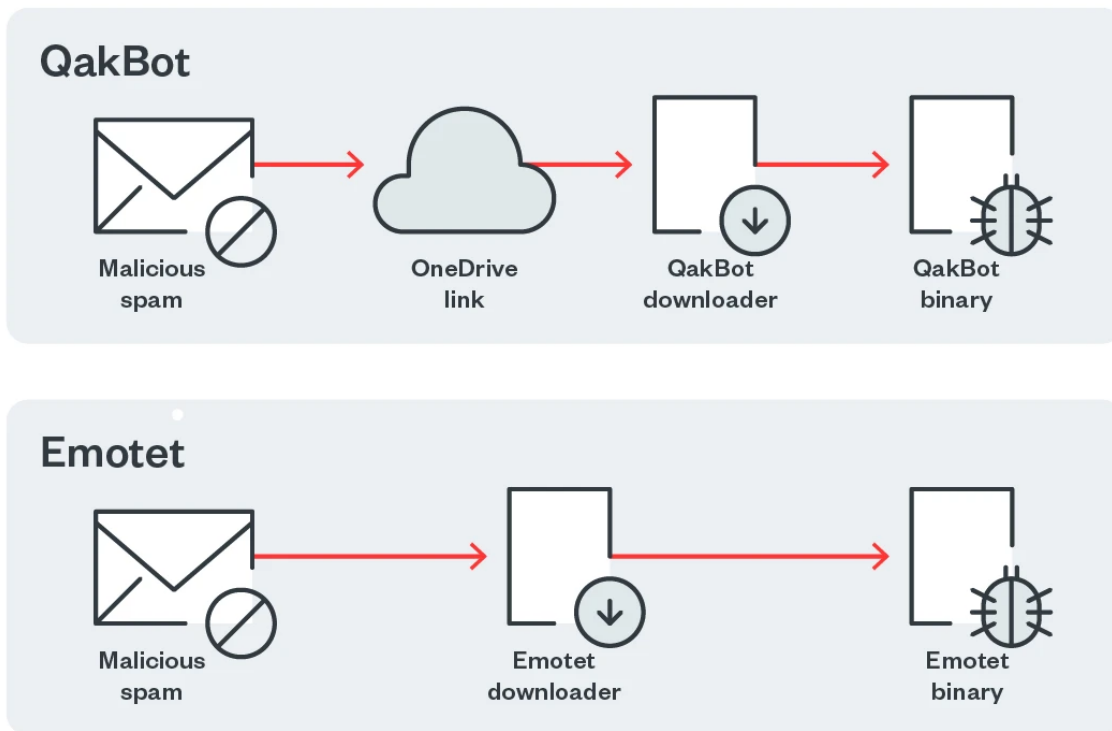 QakBot
Malicious
spam
OneDrive
link
QakBot
downloader
QakBot
binary
Emotet
Malicious
spam
Emotet
downloader
Emotet
binary